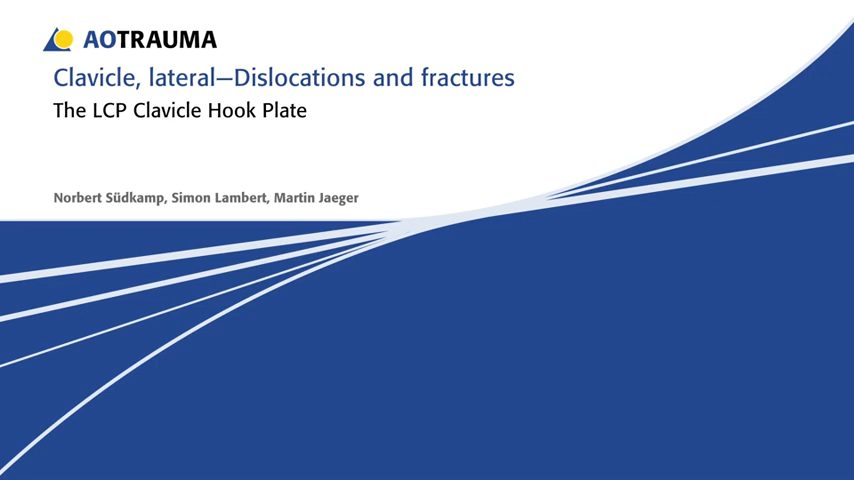 AOTRAUMA
Clavicle, lateral—Dislocations and fractures
The LCP Clavicle Hook Plate
Norbert Südkamp, Simon Lambert, Martin Jaeger